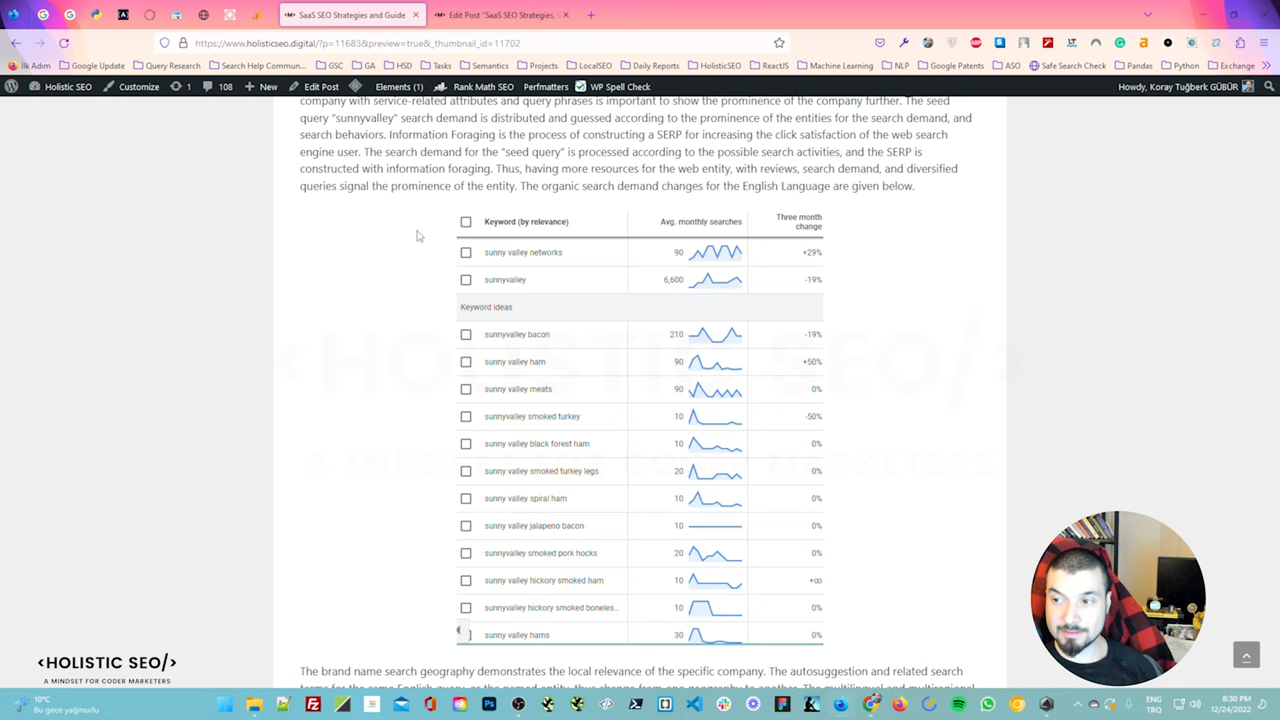 SaaS SEO Strategies and Guide
Edit Post "SaaS SEO Strategies,
https://www.holisticseo.digital/?p=11683&preview=true&_thumbnail_id=11702
İlk Adım
Google Update
Query Research
Search Help Commun...
GSC
GA
HSD
Tasks
Semantics
Projects
LocalSEO
Daily Reports
HolisticSEO
ReactJS
Machine Learning
NLP
Google Patents
ASO
Safe Search Check
Pandas
Python
Exchange
Holistic SEO
Customize
1
108
New
Edit Post
Elements (1)
Rank Math SEO
Perfmatters
WP Spell Check
Howdy, Koray Tuğberk GÜBÜR
company with service-related attributes and query phrases is important to show the prominence of the company further. The seed
query "sunnyvalley" search demand is distributed and guessed according to the prominence of the entities for the search demand, and
search behaviors. Information Foraging is the process of constructing a SERP for increasing the click satisfaction of the web search
engine user. The search demand for the "seed query" is processed according to the possible search activities, and the SERP is
constructed with information foraging. Thus, having more resources for the web entity, with reviews, search demand, and diversified
queries signal the prominence of the entity. The organic search demand changes for the English Language are given below.
Keyword (by relevance) Avg. monthly searches Three month change
sunny valley networks 90 +29%
sunnyvalley 6,600 -19%
Keyword ideas
sunnyvalley bacon 210 -19%
sunny valley ham 90 +50%
sunny valley meats 90 0%
sunnyvalley smoked turkey 10 -50%
sunny valley black forest ham 10 0%
sunny valley smoked turkey legs 20 0%
sunny valley spiral ham 10 0%
sunny valley jalapeno bacon 10 0%
sunnyvalley smoked pork hocks 20 0%
sunny valley hickory smoked ham 10 +∞
sunnyvalley hickory smoked boneles... 10 0%
sunny valley hams 30 0%
The brand name search geography demonstrates the local relevance of the specific company. The autosuggestion and related search
<HOLISTIC SEO/>
A MINDSET FOR CODER MARKETERS
10°C
Bu gece yağmurlu
ENG
TRQ
8:30 PM
12/24/2022